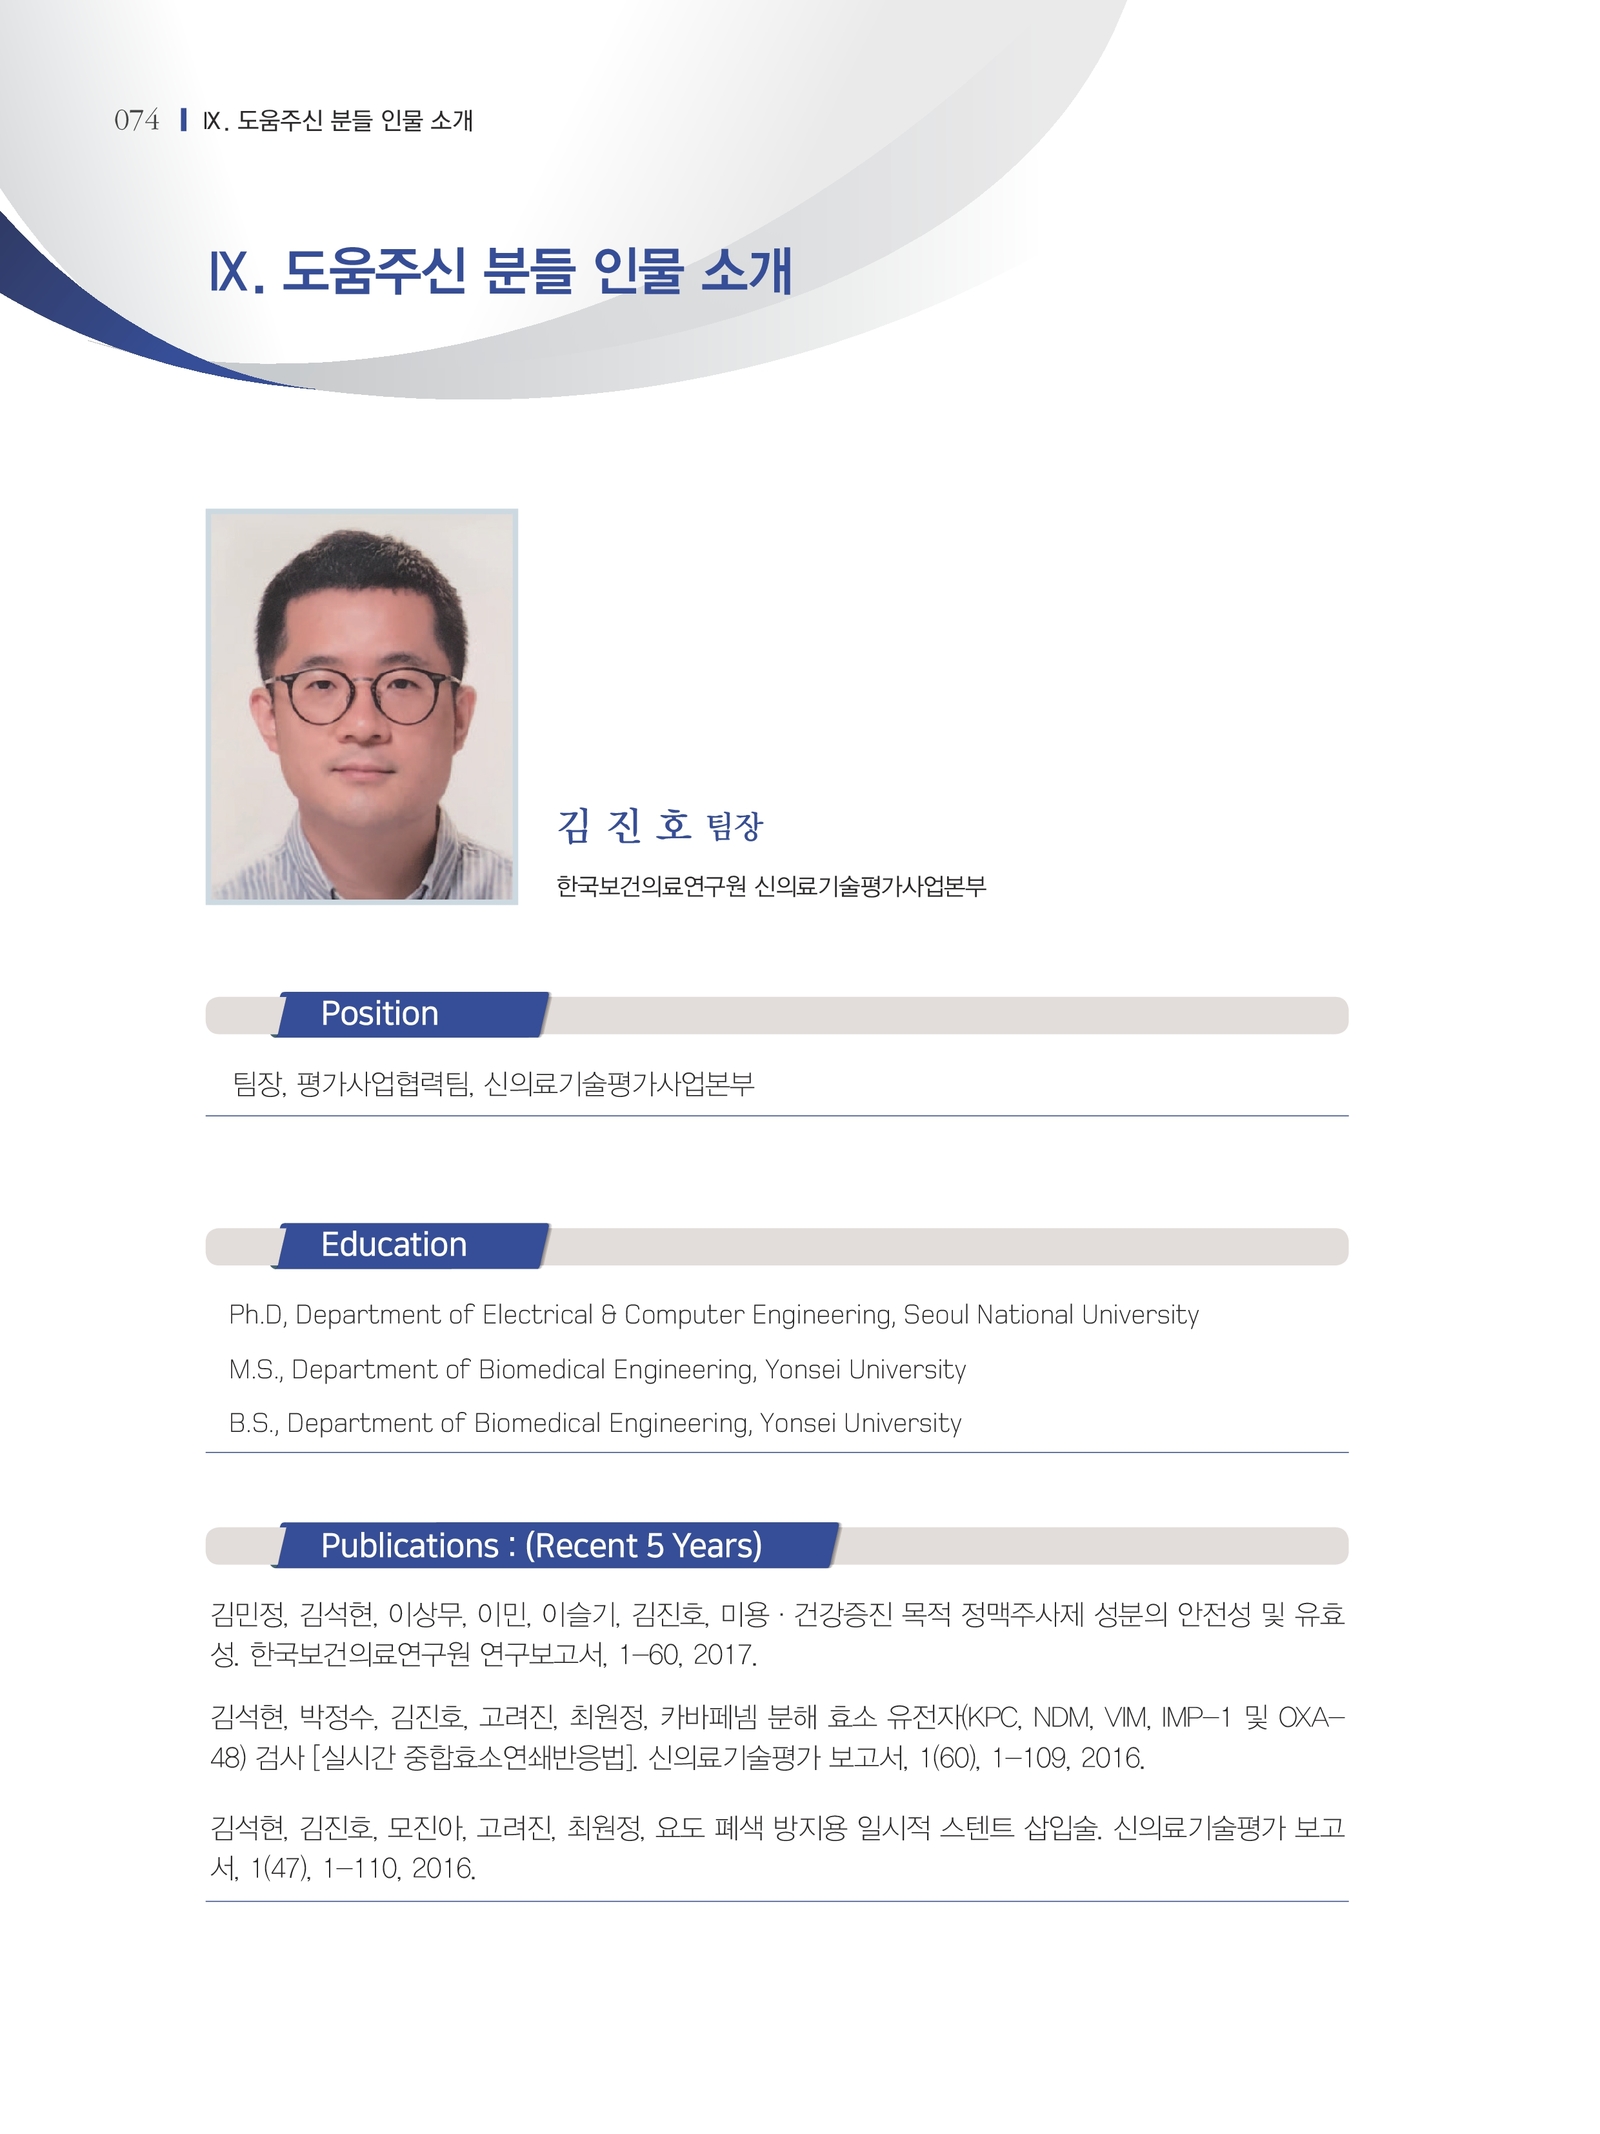 074 Ⅸ. 도움주신 분들 인물 소개
Ⅸ. 도움주신 분들 인물 소개
김 진 호 팀장
한국보건의료연구원 신의료기술평가사업본부
Position
팀장, 평가사업협력팀, 신의료기술평가사업본부
Education
Ph.D, Department of Electrical & Computer Engineering, Seoul National University
M.S., Department of Biomedical Engineering, Yonsei University
B.S., Department of Biomedical Engineering, Yonsei University
Publications : (Recent 5 Years)
김민정, 김석현, 이상무, 이민, 이슬기, 김진호, 미용 · 건강증진 목적 정맥주사제 성분의 안전성 및 유효
성. 한국보건의료연구원 연구보고서, 1-60, 2017.
김석현, 박정수, 김진호, 고려진, 최원정, 카바페넴 분해 효소 유전자(KPC, NDM, VIM, IMP-1 및 OXA-
48) 검사 [실시간 중합효소연쇄반응법]. 신의료기술평가 보고서, 1(60), 1-109, 2016.
김석현, 김진호, 모진아, 고려진, 최원정, 요도 폐색 방지용 일시적 스텐트 삽입술. 신의료기술평가 보고
서, 1(47), 1-110, 2016.